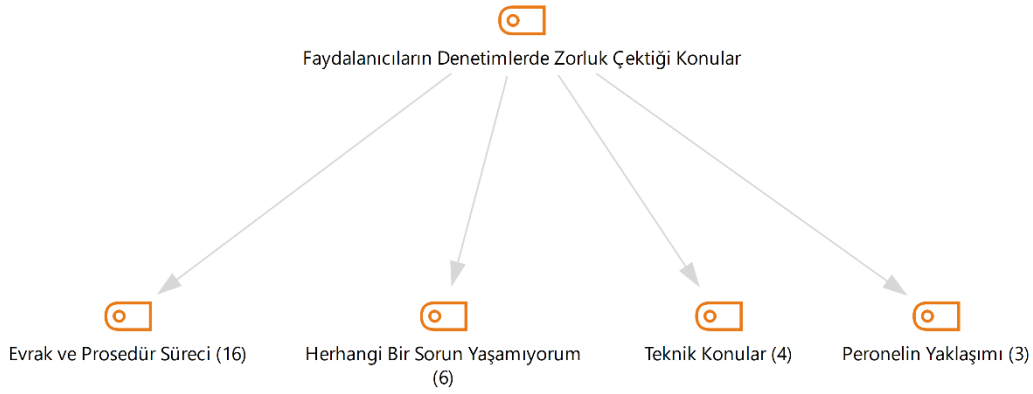 Faydalanıcıların Denetimlerde Zorluk Çektiği Konular
Evrak ve Prosedür Süreci (16)
Herhangi Bir Sorun Yaşamıyorum
(6)
Teknik Konular (4)
Peronelin Yaklaşımı (3)